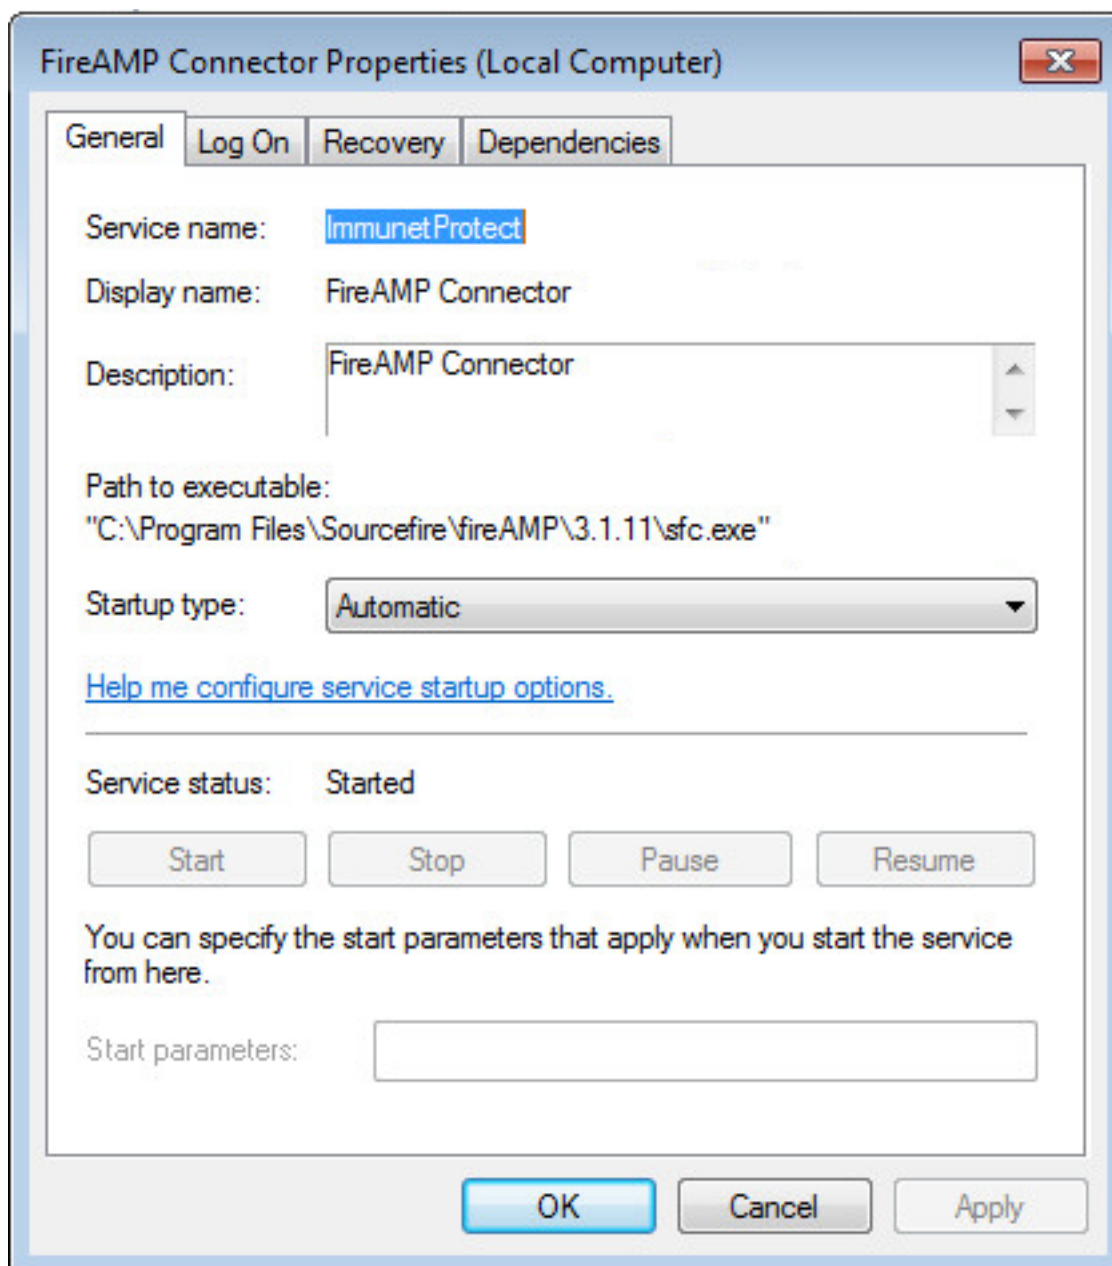 FireAMP Connector Properties (Local Computer)
General Log On Recovery Dependencies
Service name: ImmunetProtect
Display name: FireAMP Connector
Description: FireAMP Connector
Path to executable:
"C:\Program Files\Sourcefire\fireAMP\3.1.11\sfc.exe"
Startup type: Automatic
Help me configure service startup options.
Service status: Started
Start Stop Pause Resume
You can specify the start parameters that apply when you start the service
from here.
Start parameters:
OK Cancel Apply